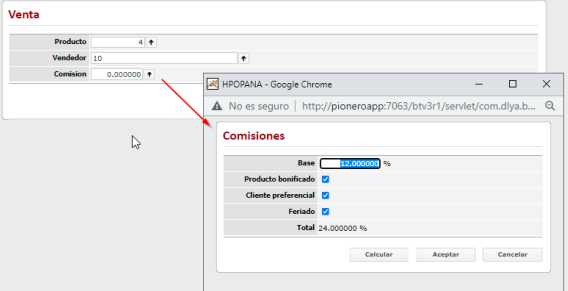 Venta
Producto 4
Vendedor 10
Comision 0.000000
HPOPANA - Google Chrome
No es seguro | http://pioneroapp:7063/btv3r1/servlet/com.dlya.b...
Comisiones
Base 12.000000 %
Producto bonificado
Cliente preferencial
Feriado
Total 24.000000 %
Calcular Aceptar Cancelar